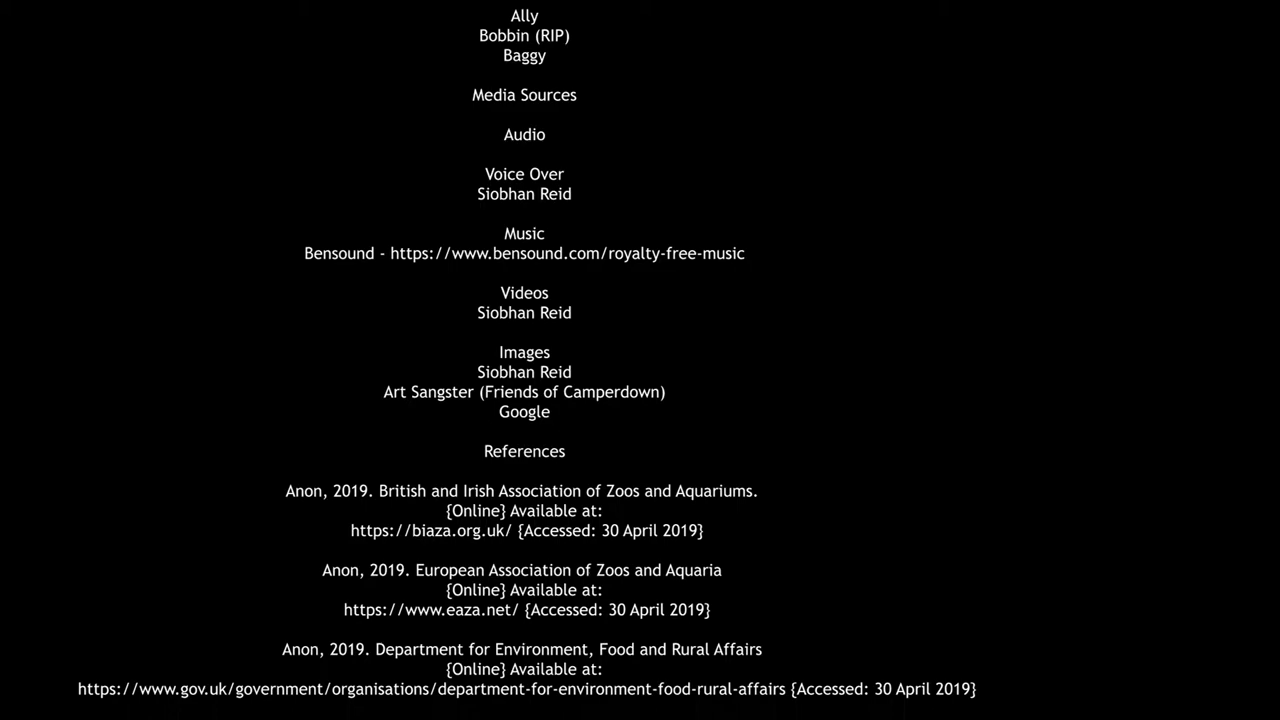 Ally
Bobbin (RIP)
Baggy
Media Sources
Audio
Voice Over
Siobhan Reid
Music
Bensound - https://www.bensound.com/royalty-free-music
Videos
Siobhan Reid
Images
Siobhan Reid
Art Sangster (Friends of Camperdown)
Google
References
Anon, 2019. British and Irish Association of Zoos and Aquariums.
{Online} Available at:
https://biaza.org.uk/ {Accessed: 30 April 2019}
Anon, 2019. European Association of Zoos and Aquaria
{Online} Available at:
https://www.eaza.net/ {Accessed: 30 April 2019}
Anon, 2019. Department for Environment, Food and Rural Affairs
{Online} Available at:
https://www.gov.uk/government/organisations/department-for-environment-food-rural-affairs {Accessed: 30 April 2019}